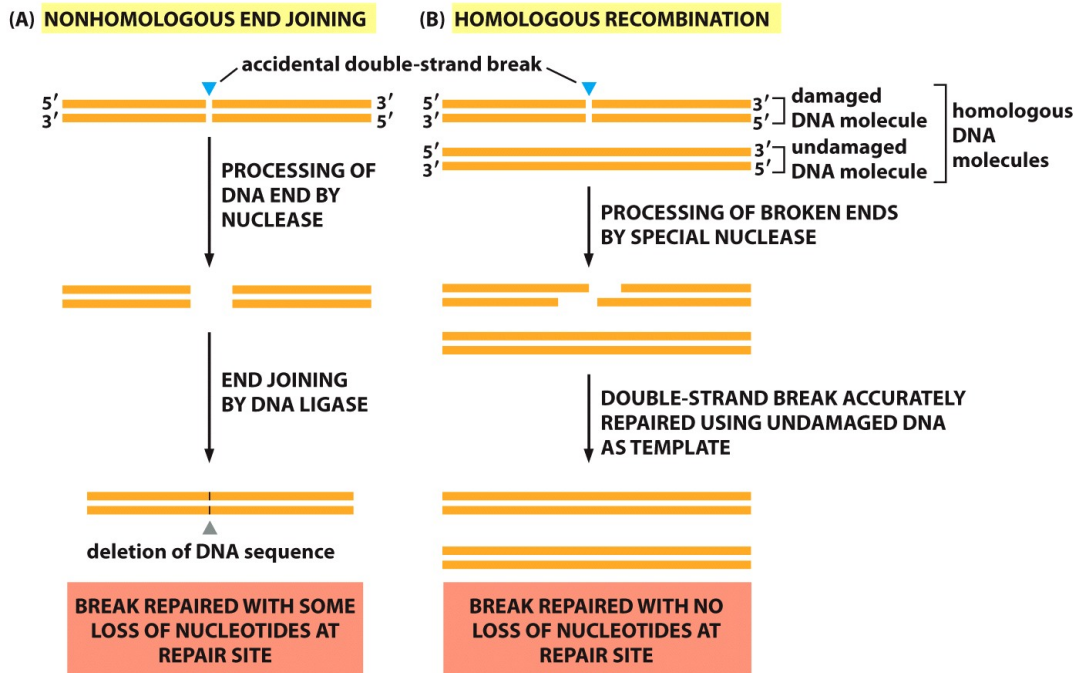 (A) NONHOMOLOGOUS END JOINING
(B) HOMOLOGOUS RECOMBINATION
accidental double-strand break
5′ 3′
3′ 5′
PROCESSING OF
DNA END BY
NUCLEASE
END JOINING
BY DNA LIGASE
deletion of DNA sequence
BREAK REPAIRED WITH SOME
LOSS OF NUCLEOTIDES AT
REPAIR SITE
5′ 3′ damaged
3′ 5′ DNA molecule
5′ 3′ undamaged
3′ 5′ DNA molecule
homologous
DNA
molecules
PROCESSING OF BROKEN ENDS
BY SPECIAL NUCLEASE
DOUBLE-STRAND BREAK ACCURATELY
REPAIRED USING UNDAMAGED DNA
AS TEMPLATE
BREAK REPAIRED WITH NO
LOSS OF NUCLEOTIDES AT
REPAIR SITE